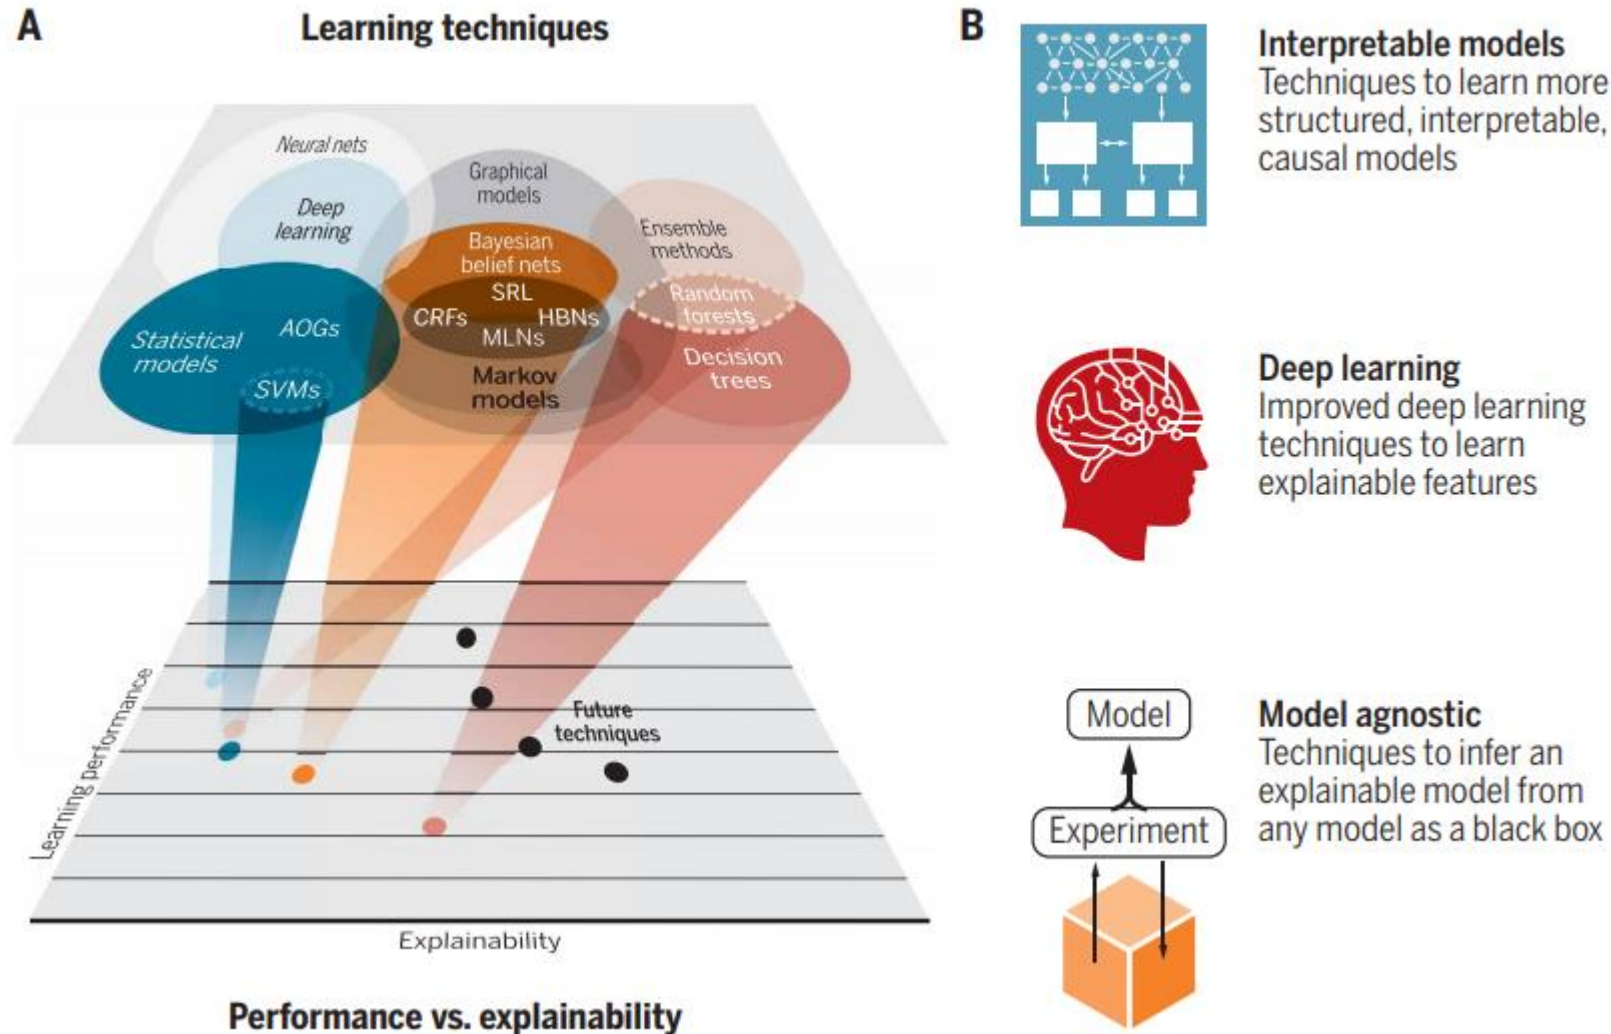 A
Learning techniques
Neural nets
Deep
learning
Graphical
models
Ensemble
methods
Bayesian
belief nets
SRL
CRFs
HBNs
MLNs
Markov
models
Random
forests
Decision
trees
Statistical
models
AOGs
SVMs
Learning performance
Future
techniques
Explainability
Performance vs. explainability
B
Interpretable models
Techniques to learn more
structured, interpretable,
causal models
Deep learning
Improved deep learning
techniques to learn
explainable features
Model
Experiment
Model agnostic
Techniques to infer an
explainable model from
any model as a black box